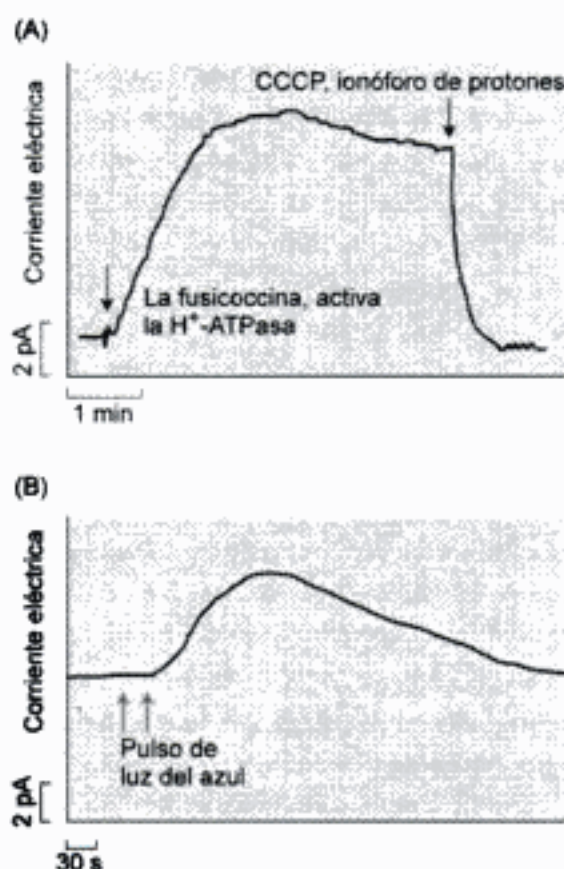 (A)
Corriente eléctrica
CCCP, ionóforo de protones
La fusicoccina, activa
la H⁺-ATPasa
2 pA
1 min
(B)
Corriente eléctrica
Pulso de
luz del azul
2 pA
30 s